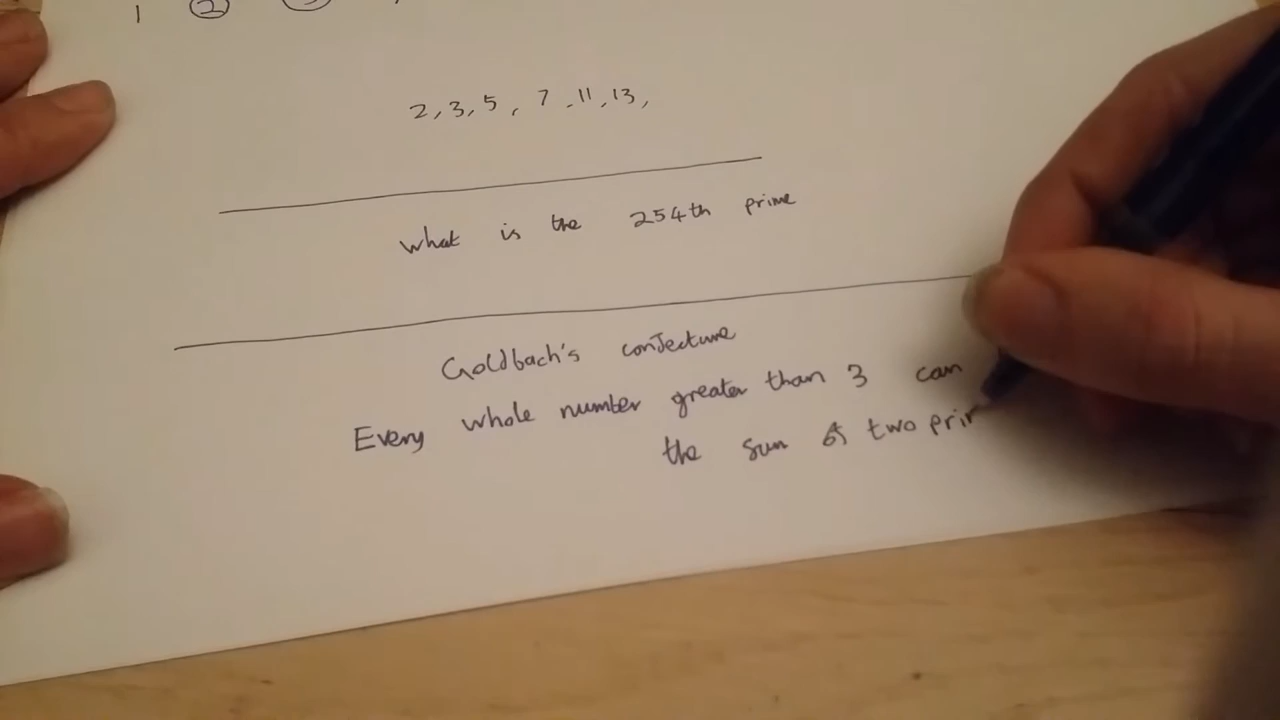 1 2
2, 3, 5, 7, 11, 13,
What is the 254th prime
Goldbach's conjecture
Every whole number greater than 3 can
the sum of two prim